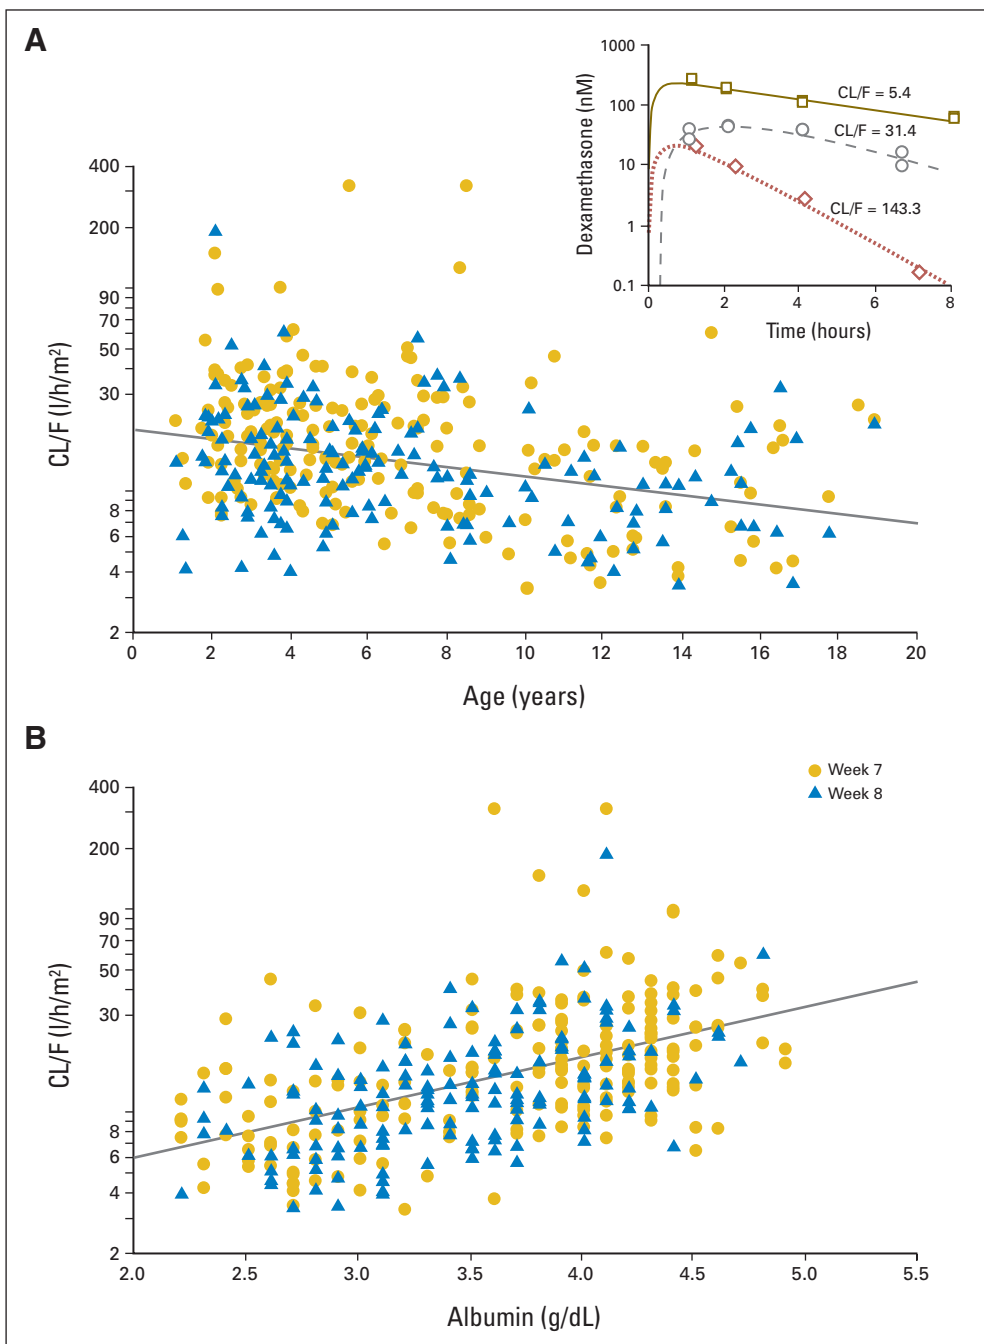 A
1000
100
10
1
0.1
Dexamethasone (nM)
CL/F = 5.4
CL/F = 31.4
CL/F = 143.3
0 2 4 6 8
Time (hours)
400
200
90
70
50
30
8
6
4
2
CL/F (l/h/m²)
0 2 4 6 8 10 12 14 16 18 20
Age (years)
B
Week 7
Week 8
400
200
90
70
50
30
8
6
4
2
CL/F (l/h/m²)
2.0 2.5 3.0 3.5 4.0 4.5 5.0 5.5
Albumin (g/dL)